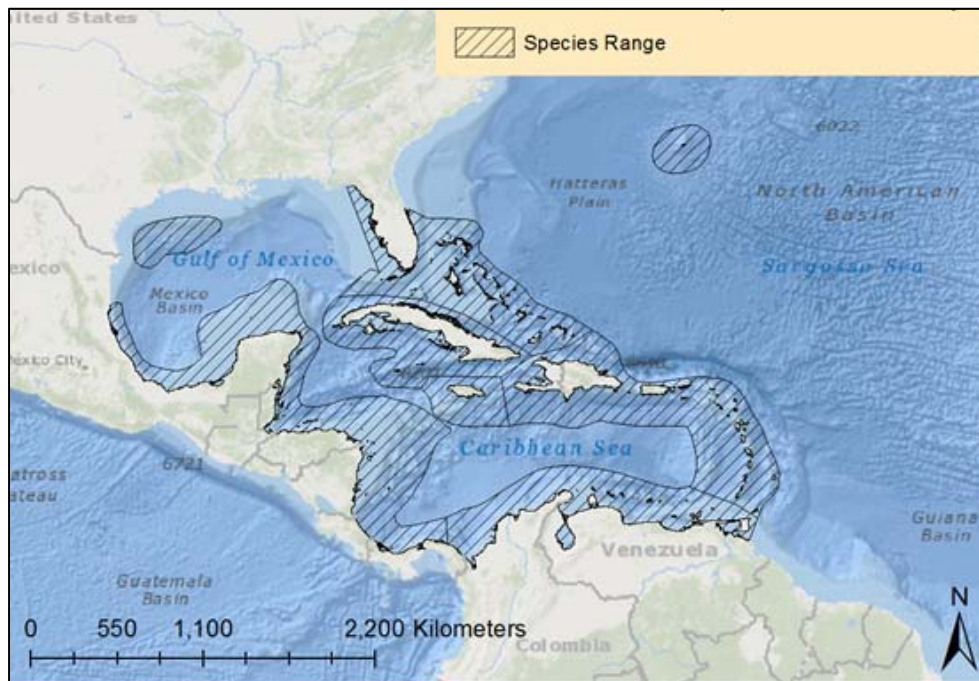 ited States
Species Range
6022
Hatteras
Plain
North American
Basin
Gulf of Mexico
Sargasso Sea
exico
Mexico
Basin
México City
Caribbean Sea
6721
atross
ateau
Guiana
Basin
Venezuela
Guatemala
Basin
N
0 550 1,100 2,200 Kilometers
Colombia